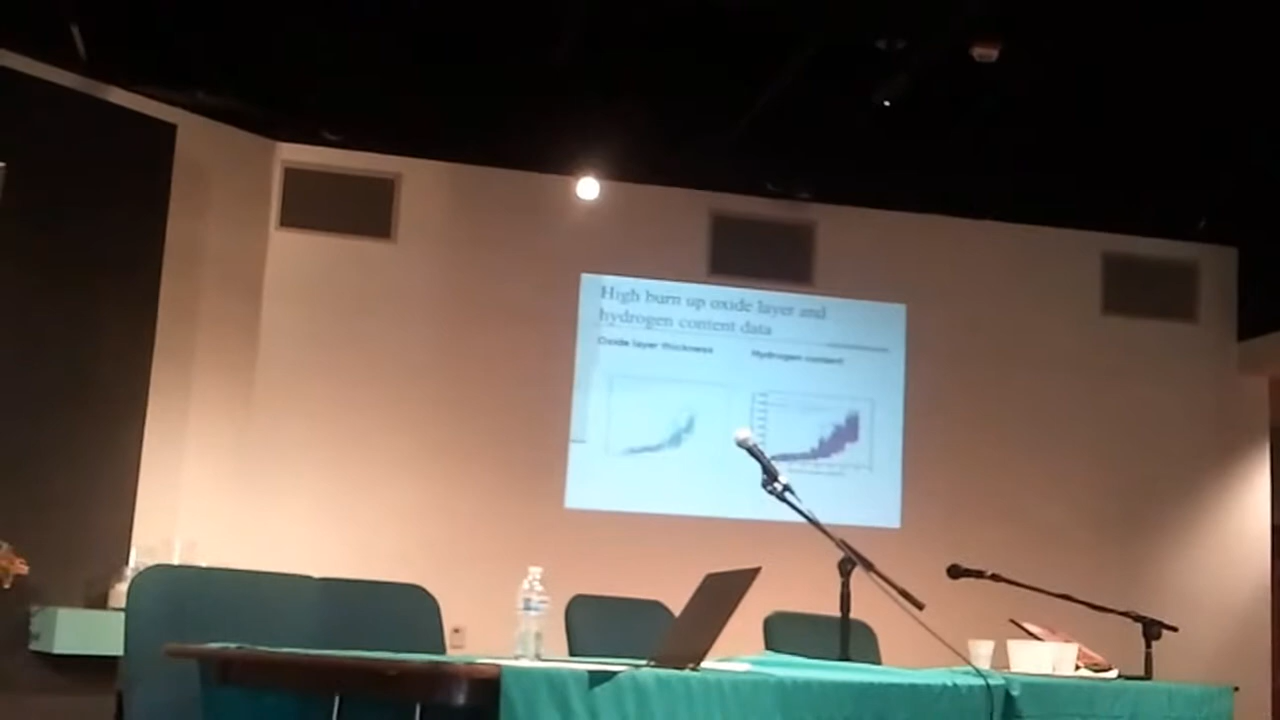 High burn up oxide layer and
hydrogen content data
Oxide layer thickness
Hydrogen content